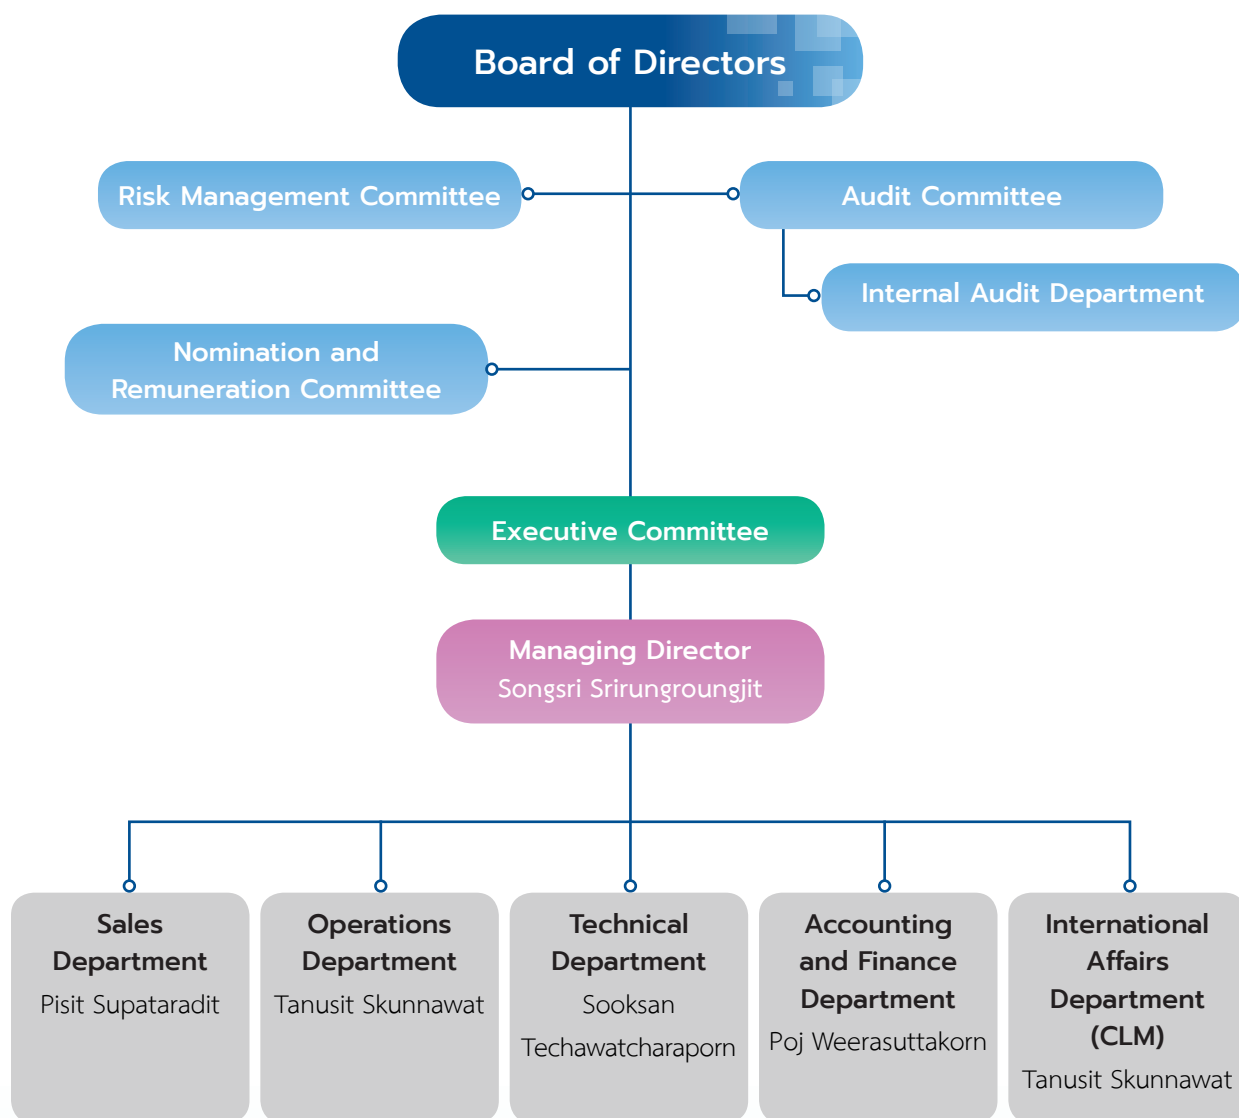 Board of Directors
Risk Management Committee
Audit Committee
Internal Audit Department
Nomination and
Remuneration Committee
Executive Committee
Managing Director
Songsri Srirungroungjit
Sales
Department
Pisit Supataradit
Operations
Department
Tanusit Skunnawat
Technical
Department
Sooksan
Techawatcharaporn
Accounting
and Finance
Department
Poj Weerasuttakorn
International
Affairs
Department
(CLM)
Tanusit Skunnawat